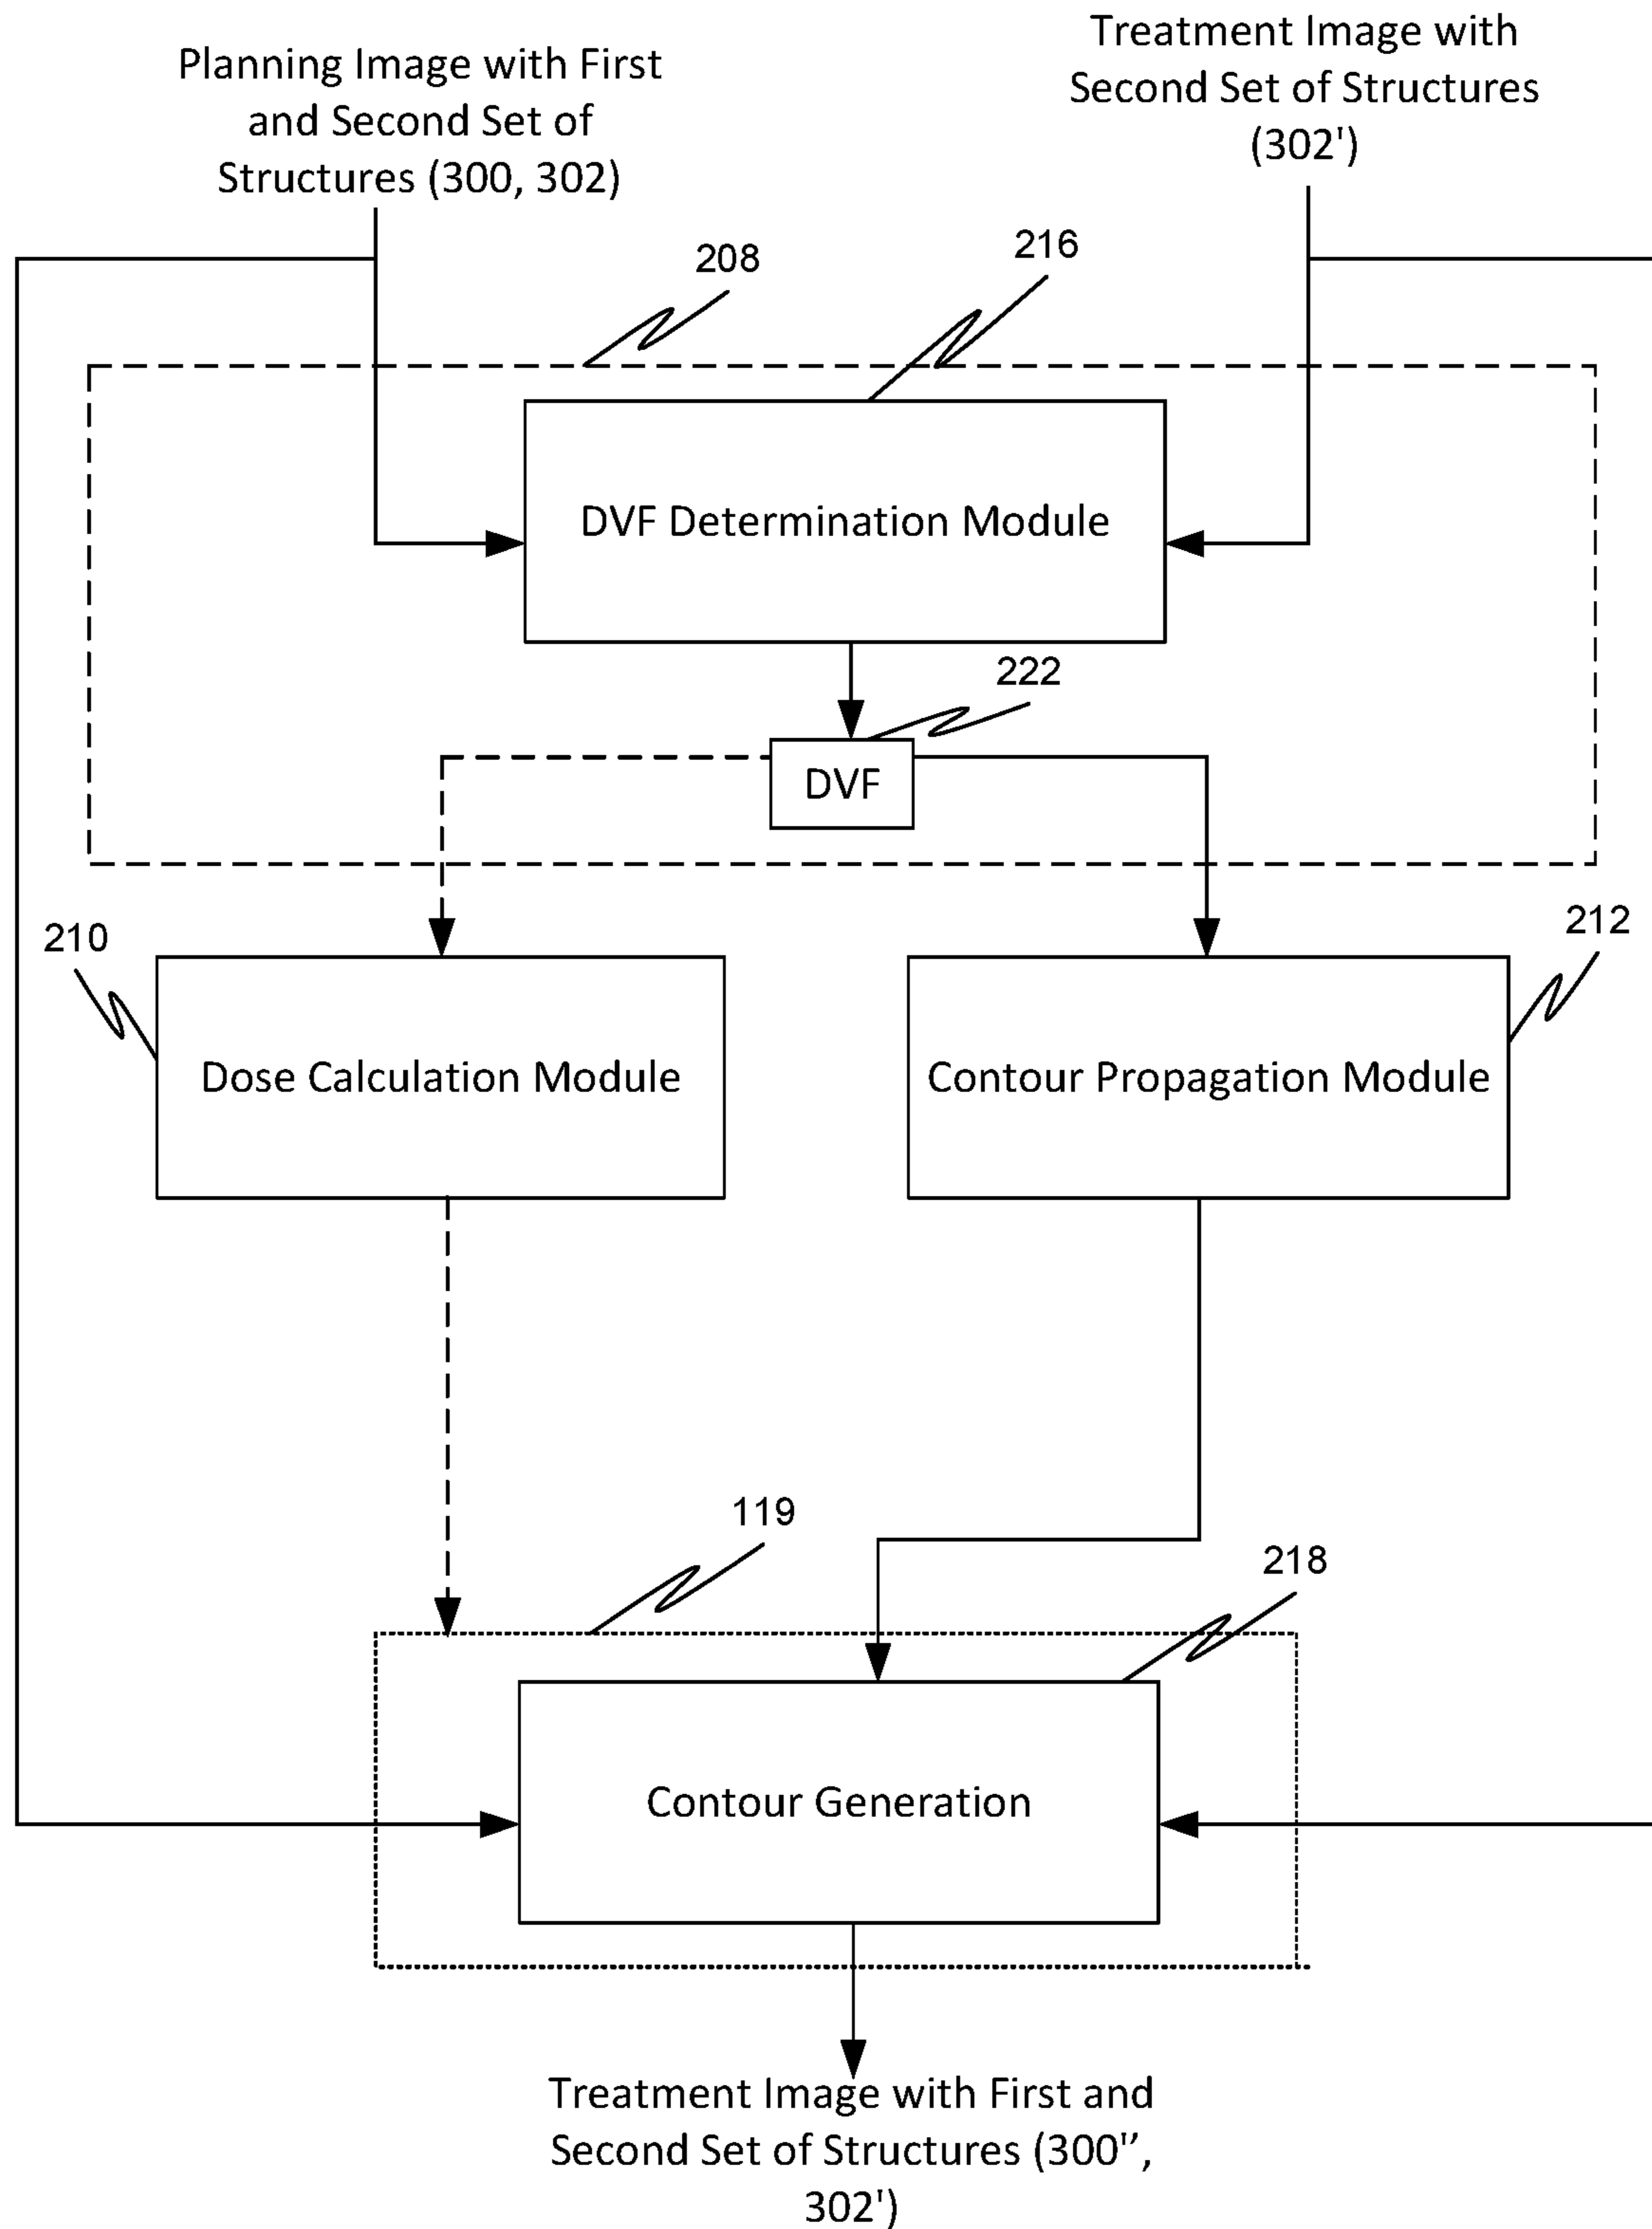 Planning Image with First
and Second Set of
Structures (300, 302)
Treatment Image with
Second Set of Structures
(302')
208
216
DVF Determination Module
222
DVF
210
212
Dose Calculation Module
Contour Propagation Module
119
218
Contour Generation
Treatment Image with First and
Second Set of Structures (300'’,
302')